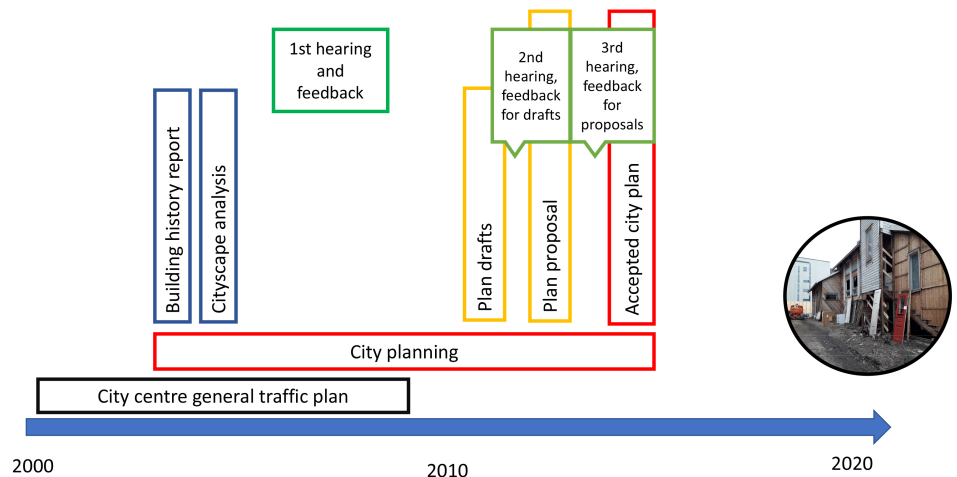 1st hearing
and
feedback
2nd
hearing,
feedback
for drafts
3rd
hearing,
feedback
for
proposals
Building history report
Cityscape analysis
Plan drafts
Plan proposal
Accepted city plan
City planning
City centre general traffic plan
2000
2010
2020